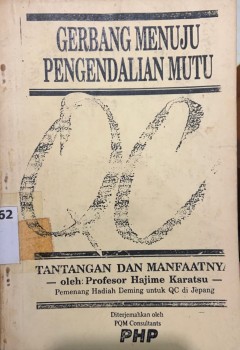 GERBANG MENUJU
PENGENDALIAN MUTU
QC
62
TANTANGAN DAN MANFAATNYA
— oleh: Profesor Hajime Karatsu —
Pemenang Hadiah Deming untuk QC di Jepang
Diterjemahkan oleh
PQM Consultants
PHP